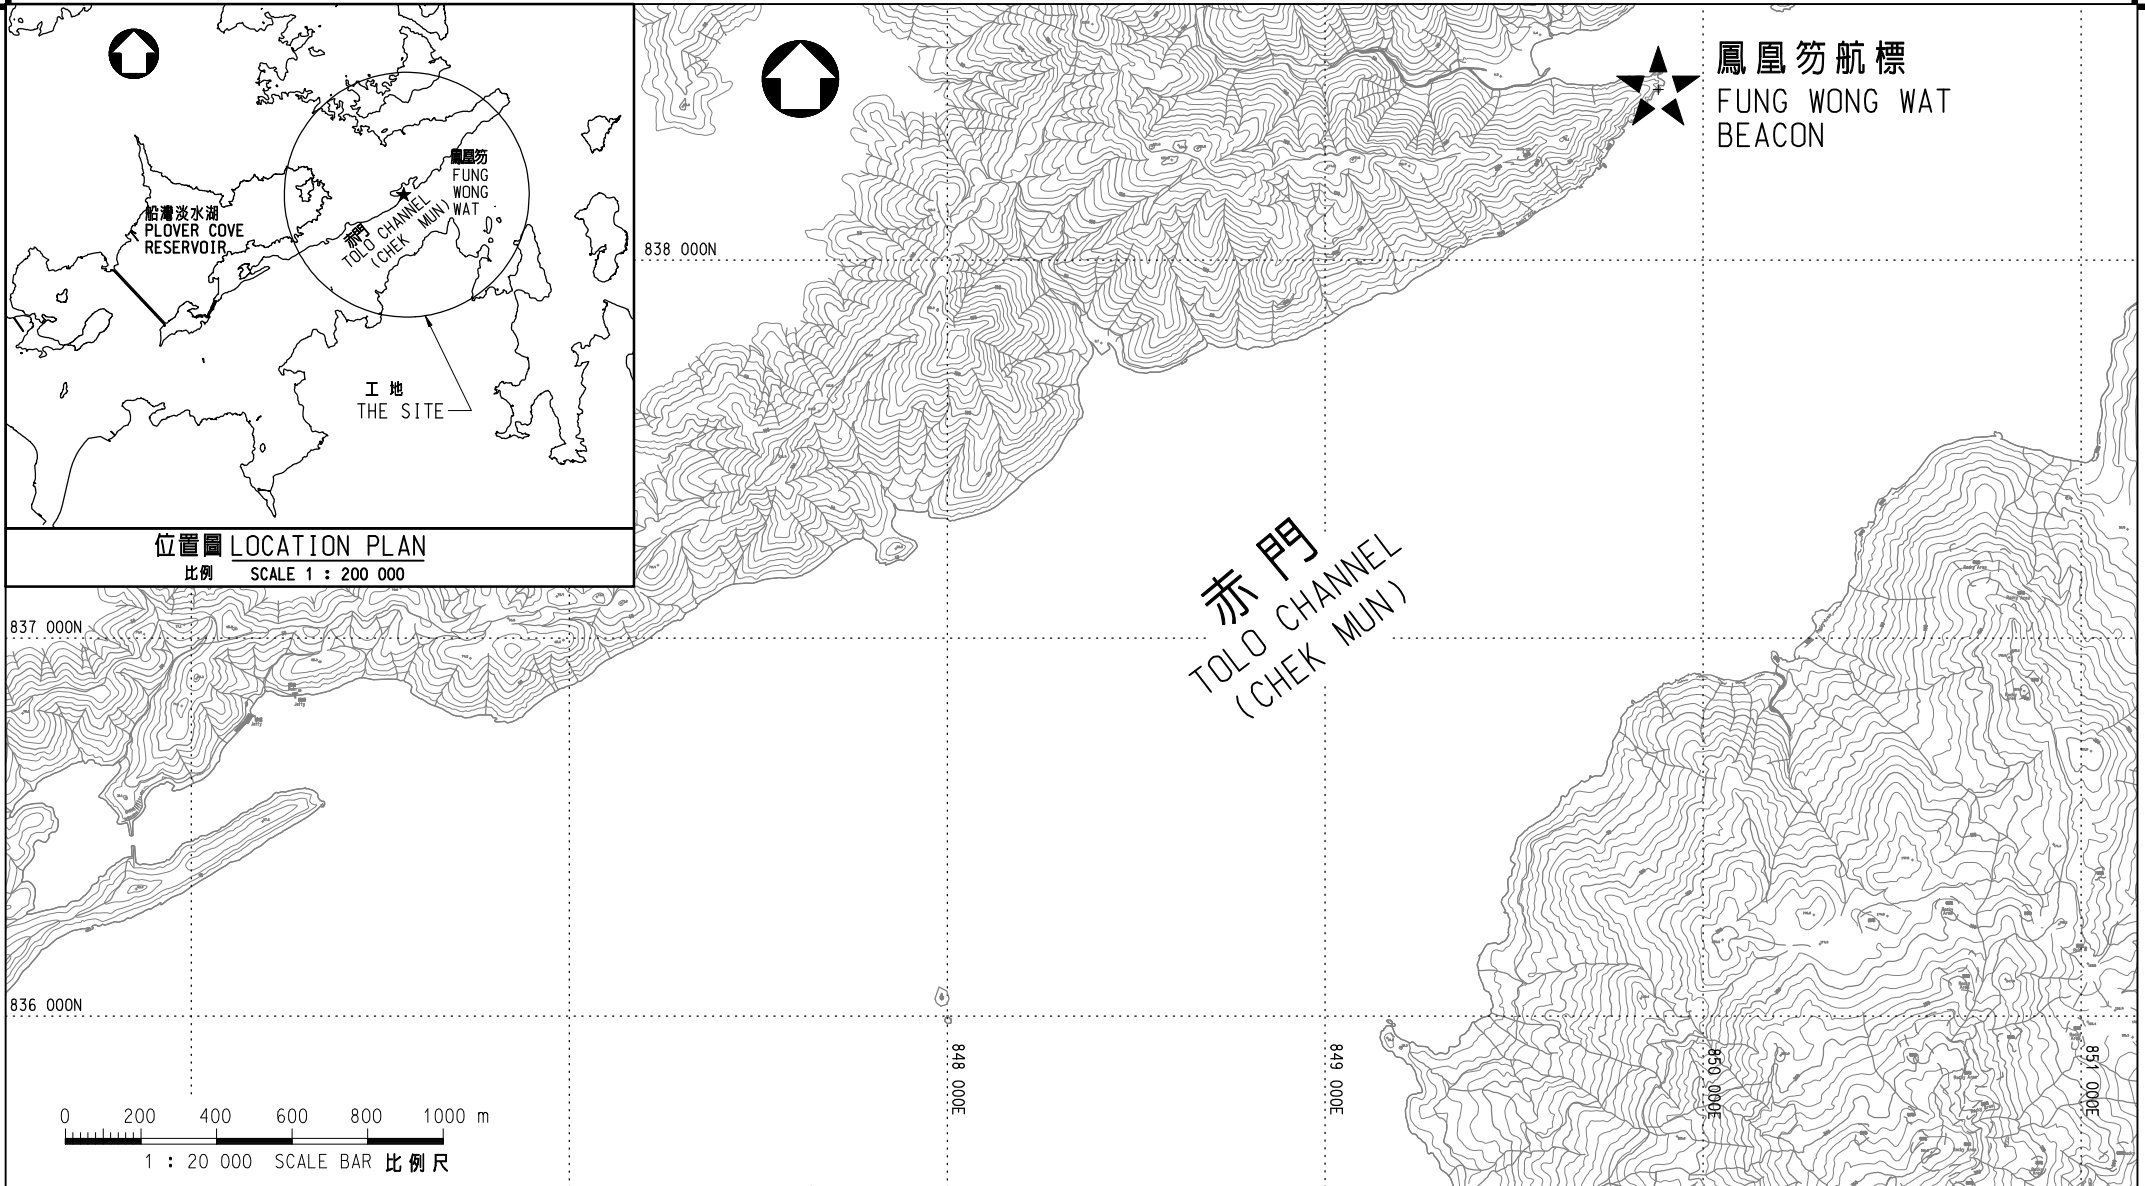 鳳凰笏
FUNG
WONG
WAT
船灣淡水湖
PLOVER COVE
RESERVOIR
赤門
TOLO CHANNEL
(CHEK MUN)
工地
THE SITE
位置圖 LOCATION PLAN
比例 SCALE 1 : 200 000
鳳凰笏航標
FUNG WONG WAT
BEACON
838 000N
赤門
TOLO CHANNEL
(CHEK MUN)
837 000N
836 000N
848 000E
849 000E
850 000E
851 000E
0 200 400 600 800 1000 m
1 : 20 000 SCALE BAR 比例尺